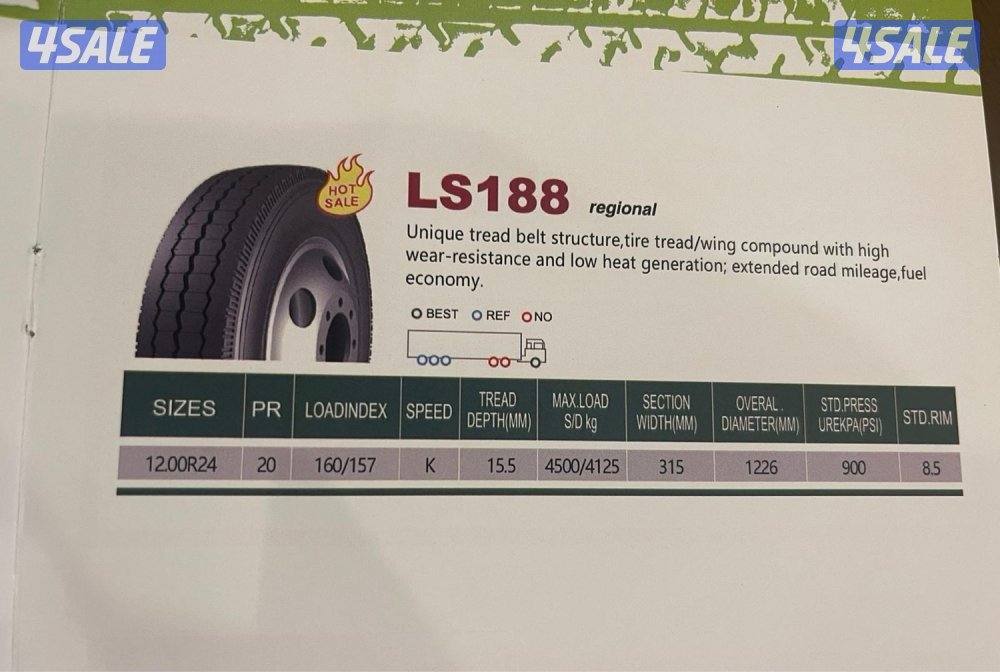 4SALE
4SALE
HOT
SALE
LS188 regional
Unique tread belt structure,tire tread/wing compound with high
wear-resistance and low heat generation; extended road mileage,fuel
economy.
BEST REF NO
SIZES PR LOADINDEX SPEED TREAD DEPTH(MM) MAX.LOAD S/D kg SECTION WIDTH(MM) OVERAL. DIAMETER(MM) STD.PRESS UREKPA(PSI) STD.RIM
12.00R24 20 160/157 K 15.5 4500/4125 315 1226 900 8.5